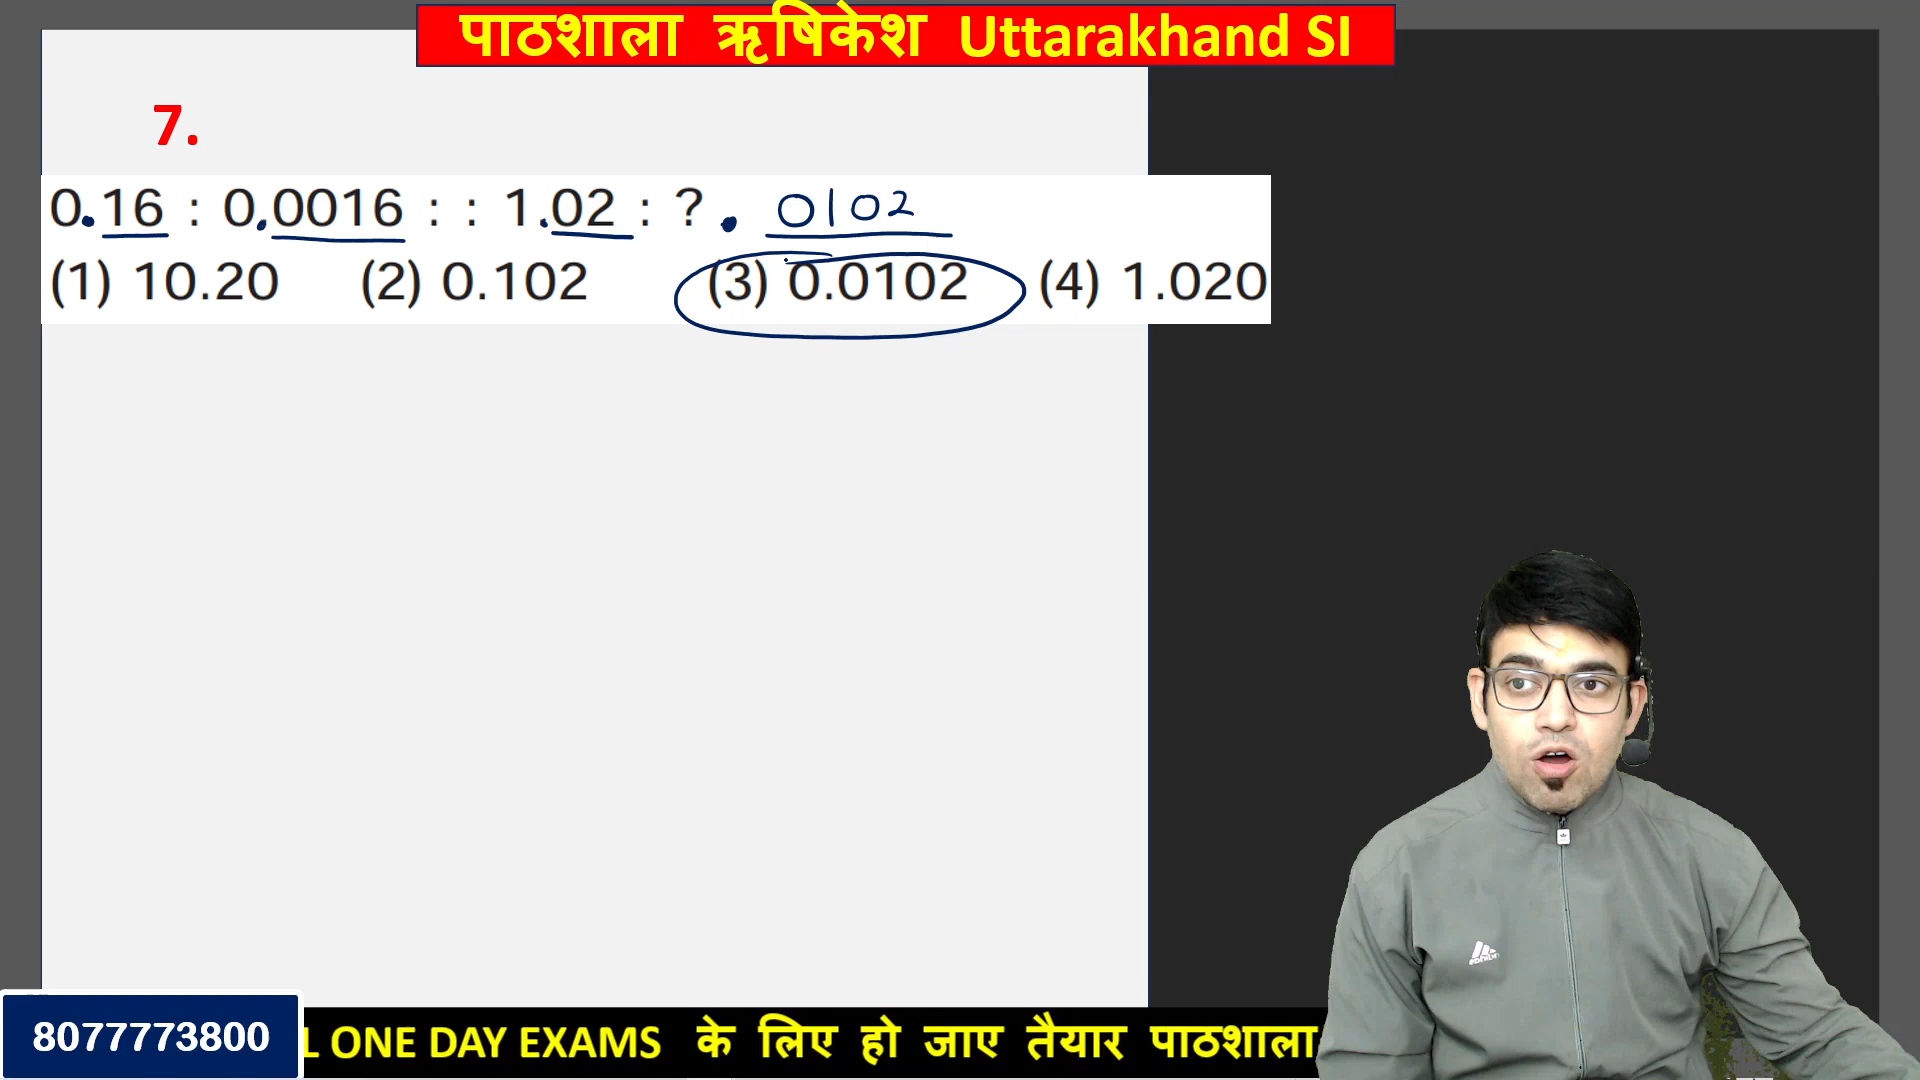 पाठशाला ऋषिकेश Uttarakhand SI
7.
0.16 : 0.0016 : : 1.02 : ? . 0102
(1) 10.20 (2) 0.102 (3) 0.0102 (4) 1.020
8077773800
L ONE DAY EXAMS के लिए हो जाए तैयार पाठशाला